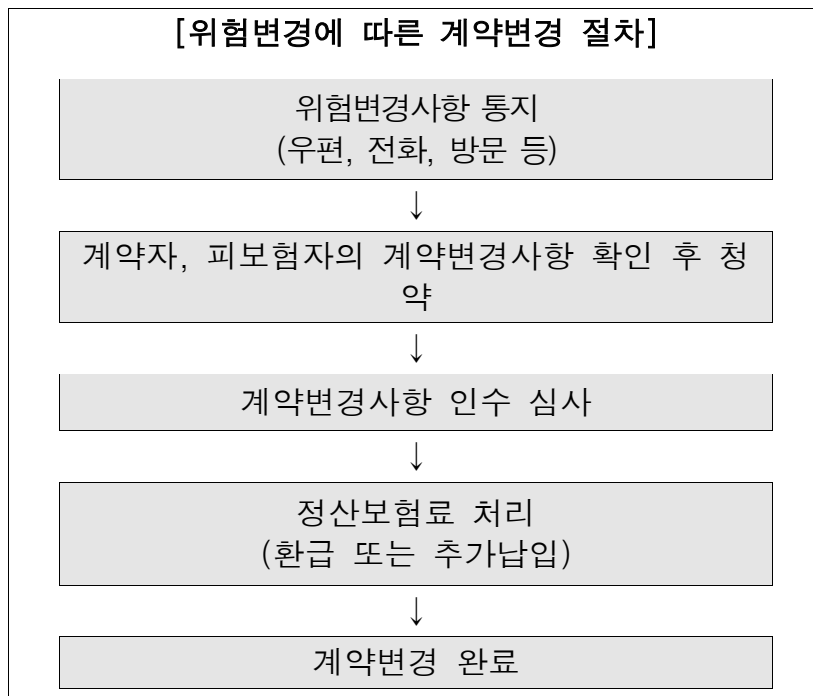 [위험변경에 따른 계약변경 절차]
위험변경사항 통지
(우편, 전화, 방문 등)
↓
계약자, 피보험자의 계약변경사항 확인 후 청
약
↓
계약변경사항 인수 심사
↓
정산보험료 처리
(환급 또는 추가납입)
↓
계약변경 완료